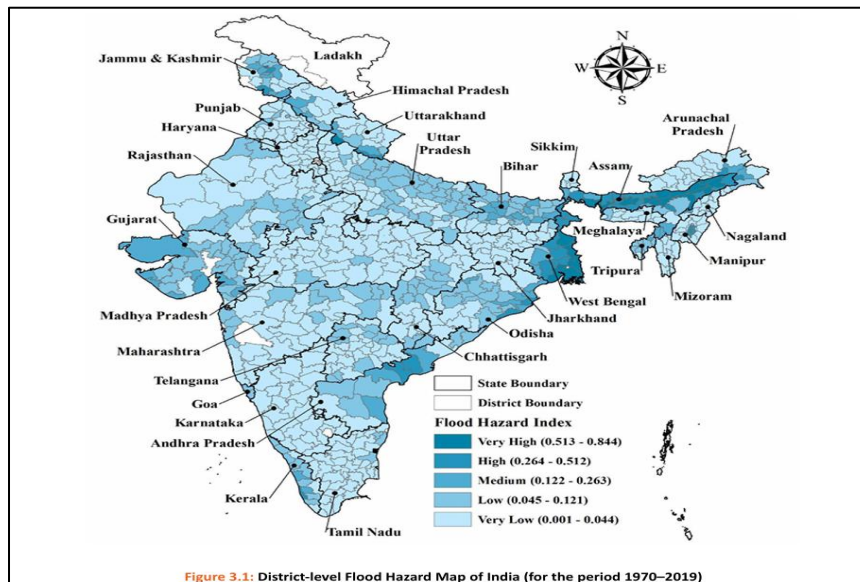 N
W E
S
Ladakh
Jammu & Kashmir
Himachal Pradesh
Punjab
Uttarakhand
Haryana
Uttar
Pradesh
Rajasthan
Sikkim
Arunachal
Pradesh
Bihar
Assam
Gujarat
Meghalaya
Nagaland
Tripura
Manipur
Mizoram
West Bengal
Madhya Pradesh
Jharkhand
Odisha
Maharashtra
Chhattisgarh
Telangana
Goa
Karnataka
Andhra Pradesh
Kerala
Tamil Nadu
State Boundary
District Boundary
Flood Hazard Index
Very High (0.513 - 0.844)
High (0.264 - 0.512)
Medium (0.122 - 0.263)
Low (0.045 - 0.121)
Very Low (0.001 - 0.044)
Figure 3.1: District-level Flood Hazard Map of India (for the period 1970–2019)